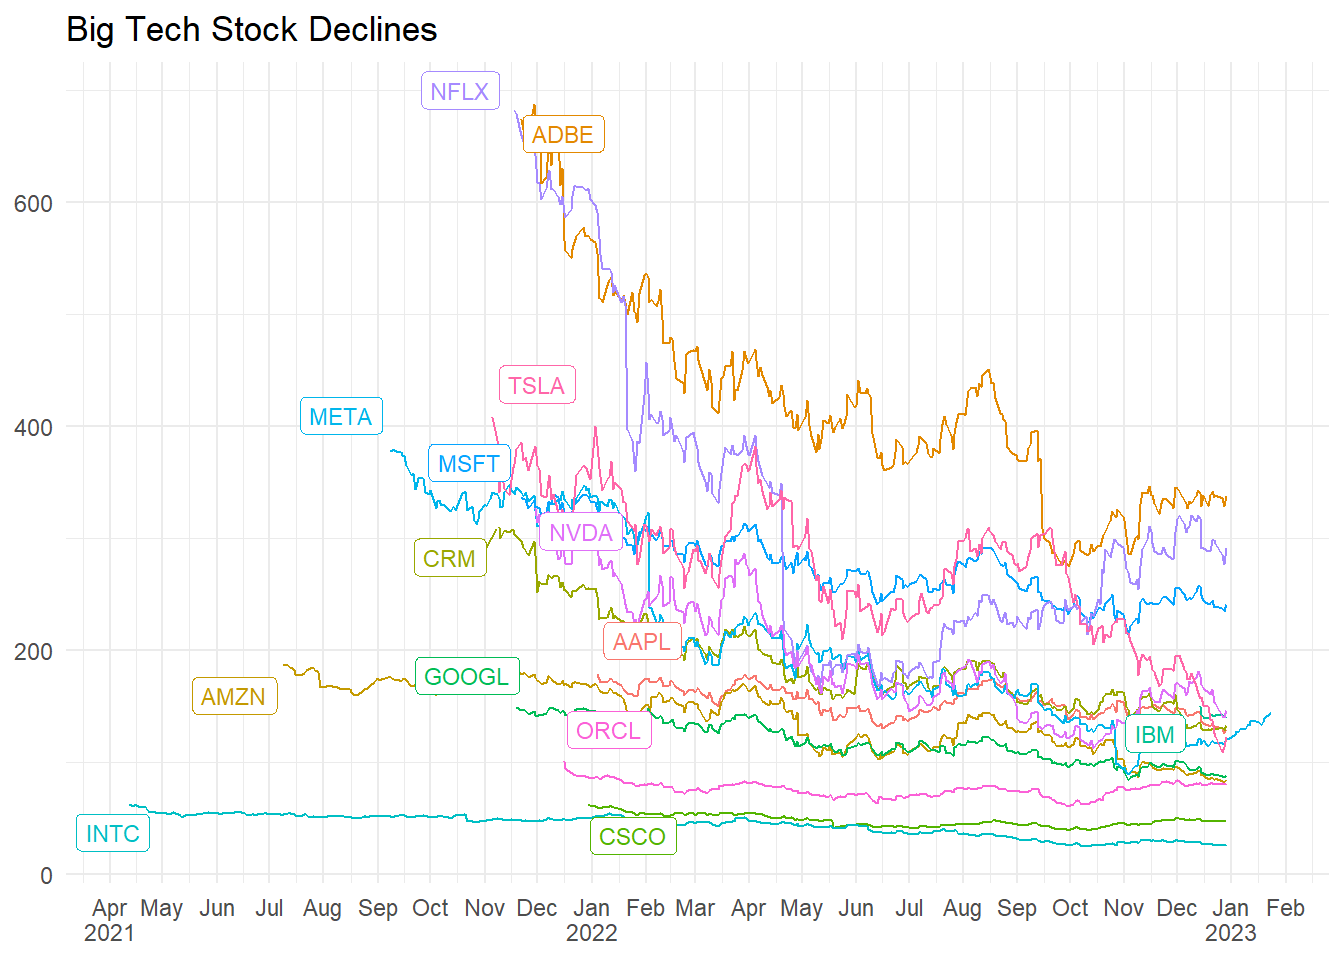 Big Tech Stock Declines
NFLX
ADBE
600
TSLA
META
400
MSFT
NVDA
CRM
AAPL
200
GOOGL
AMZN
ORCL
IBM
INTC
CSCO
0
Apr May Jun Jul Aug Sep Oct Nov Dec Jan Feb Mar Apr May Jun Jul Aug Sep Oct Nov Dec Jan Feb
2021 2022 2023